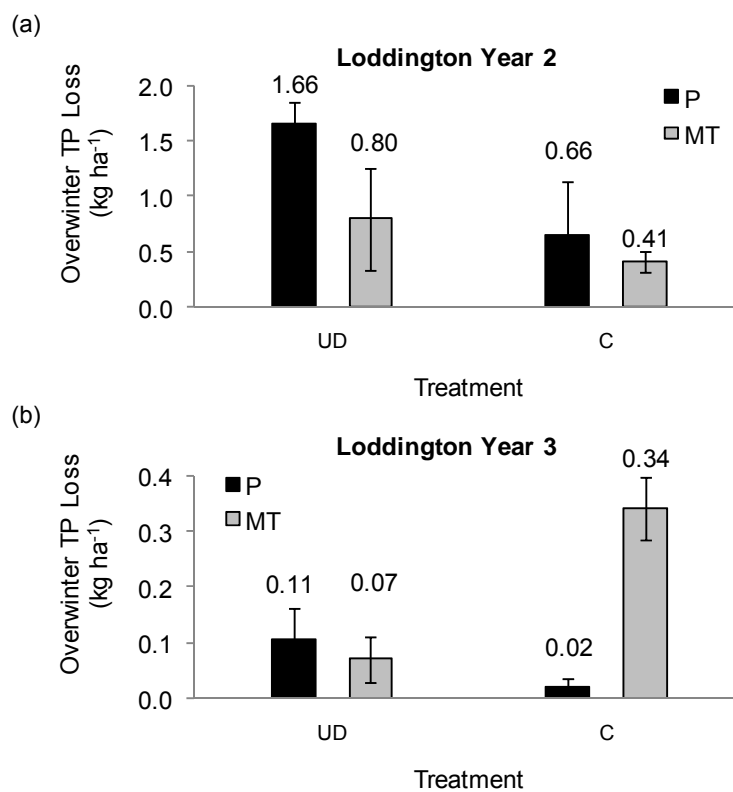 (a)
Loddington Year 2
Overwinter TP Loss
(kg ha⁻¹)
2.0
1.5
1.0
0.5
0.0
1.66
0.80
0.66
0.41
P
MT
UD
C
Treatment
(b)
Loddington Year 3
Overwinter TP Loss
(kg ha⁻¹)
0.4
0.3
0.2
0.1
0.0
P
MT
0.11
0.07
0.02
0.34
UD
C
Treatment